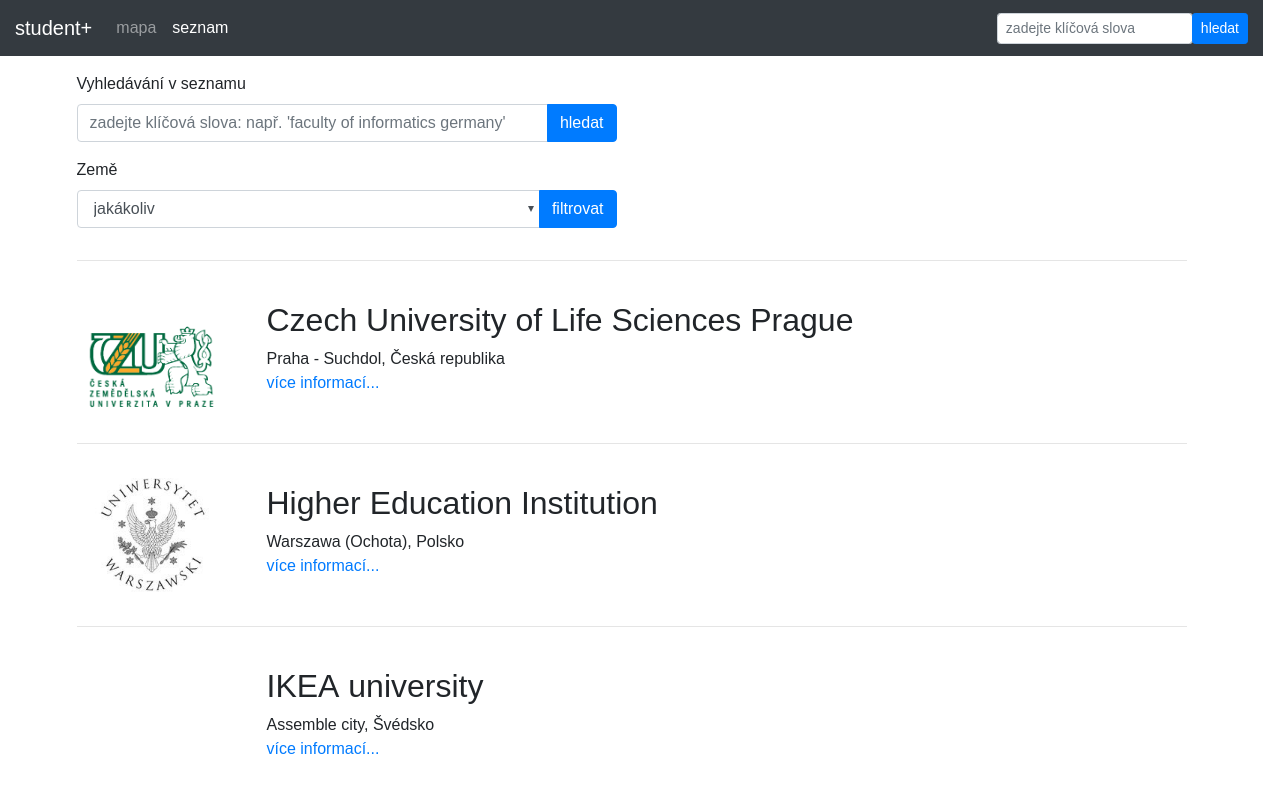 student+ mapa seznam zadejte klíčová slova hledat
Vyhledávání v seznamu
zadejte klíčová slova: např. 'faculty of informatics germany' hledat
Země
jakákoliv filtrovat
Czech University of Life Sciences Prague
Praha - Suchdol, Česká republika
více informací...
ČZU
ČESKÁ
ZEMĚDĚLSKÁ
UNIVERZITA V PRAZE
Higher Education Institution
Warszawa (Ochota), Polsko
více informací...
UNIWERSYTET
WARSZAWSKI
IKEA university
Assemble city, Švédsko
více informací...